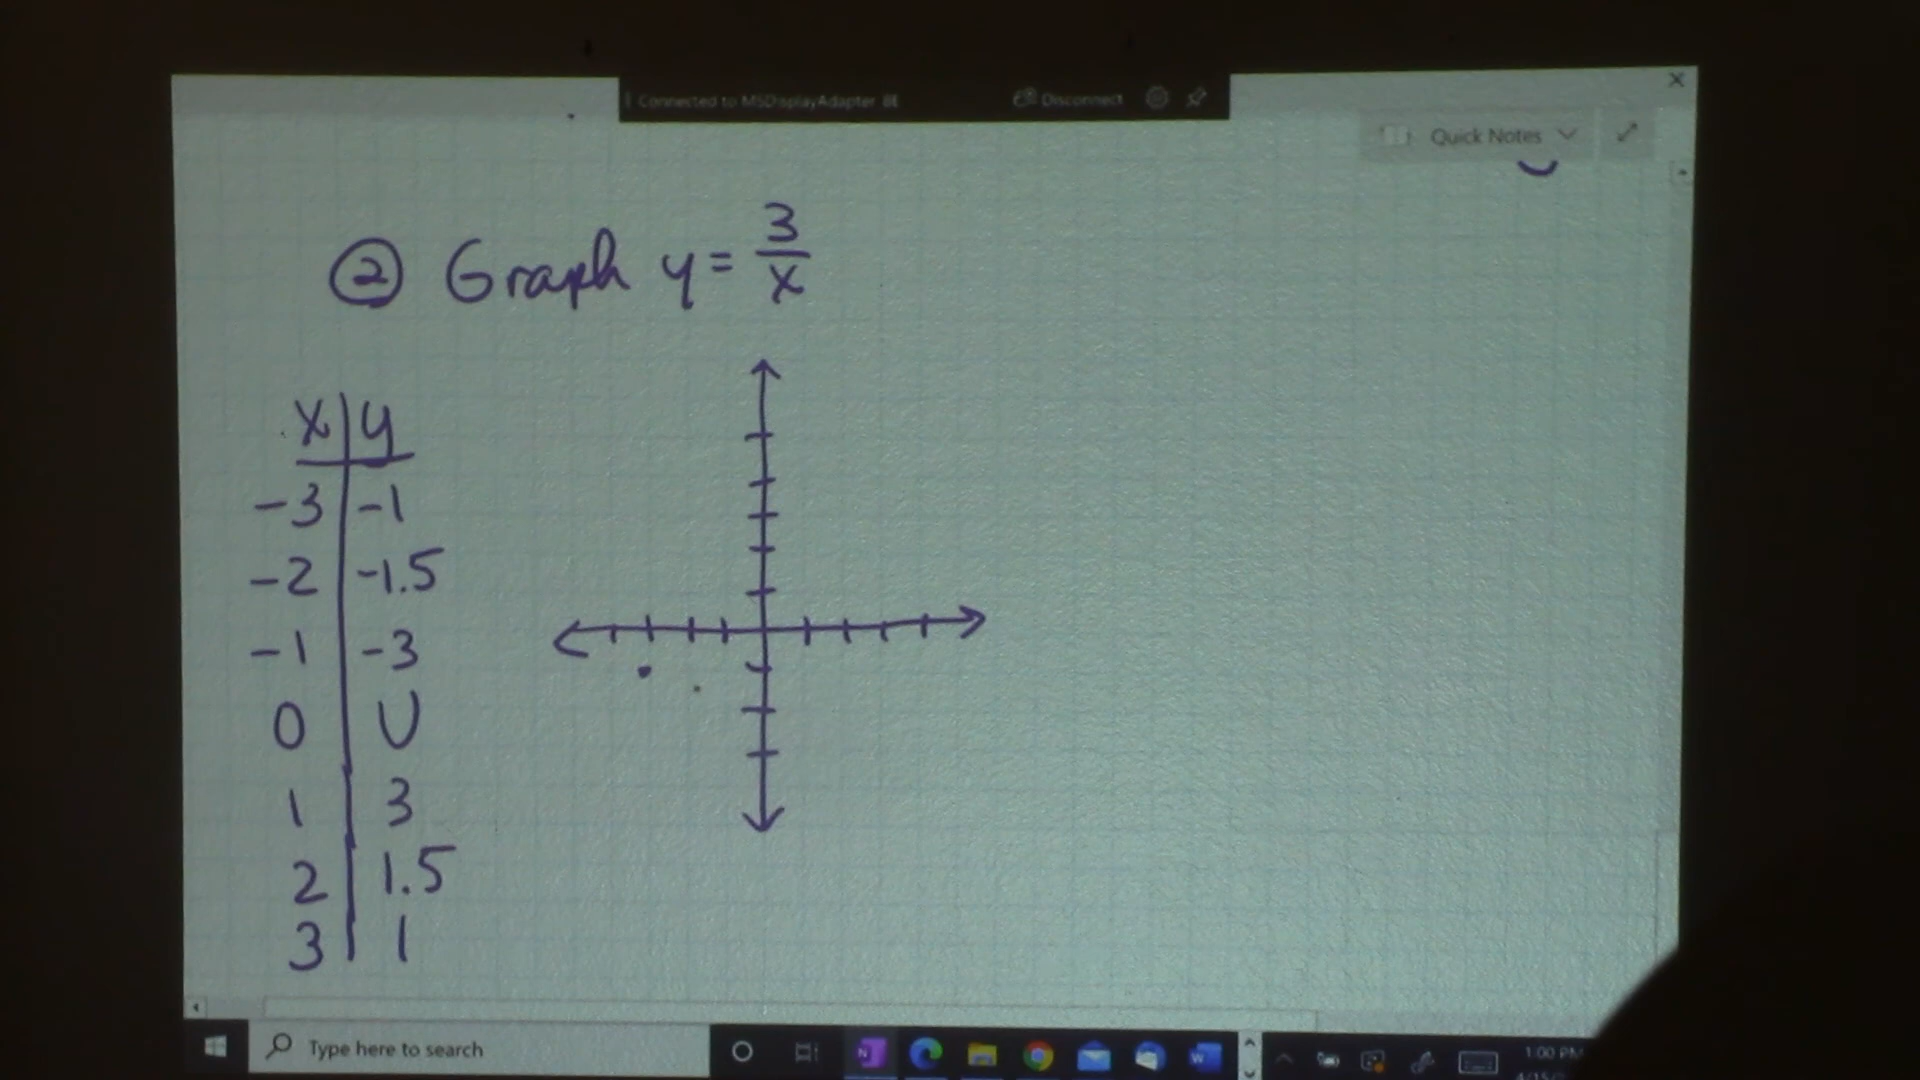 Connected to MSDisplayAdapter_8E
Disconnect
Quick Notes
② Graph y = 3/x
x | y
-3 | -1
-2 | -1.5
-1 | -3
0 | U
1 | 3
2 | 1.5
3 | 1
Type here to search
1:00 PM